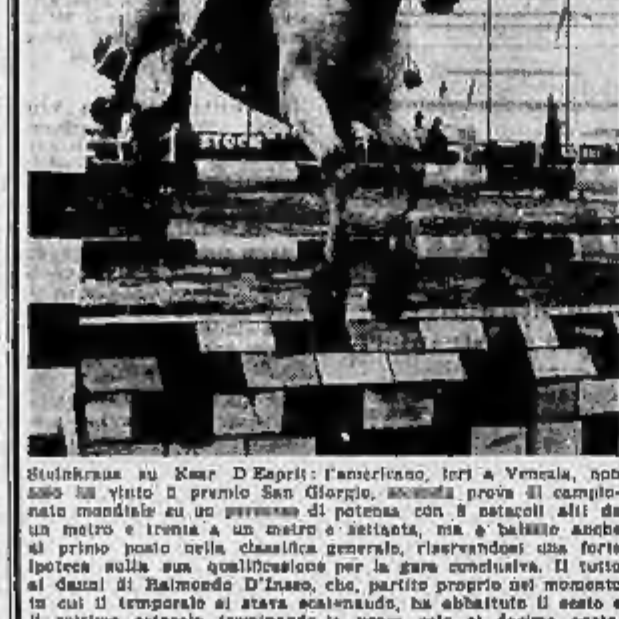 STOCK
Steinkraus su Ksar D'Esprit: l'americano, ieri a Venezia, non
solo ha vinto il premio San Giorgio, seconda prova di campio-
nato mondiale su un percorso di potenza con 8 ostacoli alti da
un metro e trenta a un metro e settanta, ma è balzato anche
al primo posto nella classifica generale, riservandosi una forte
ipoteca sulla sua qualificazione per la gara conclusiva. Il tutto
ai danni di Raimondo D'Inzeo, che, partito proprio nel momento
in cui il temporale si stava scatenando, ha abbattuto il sesto e